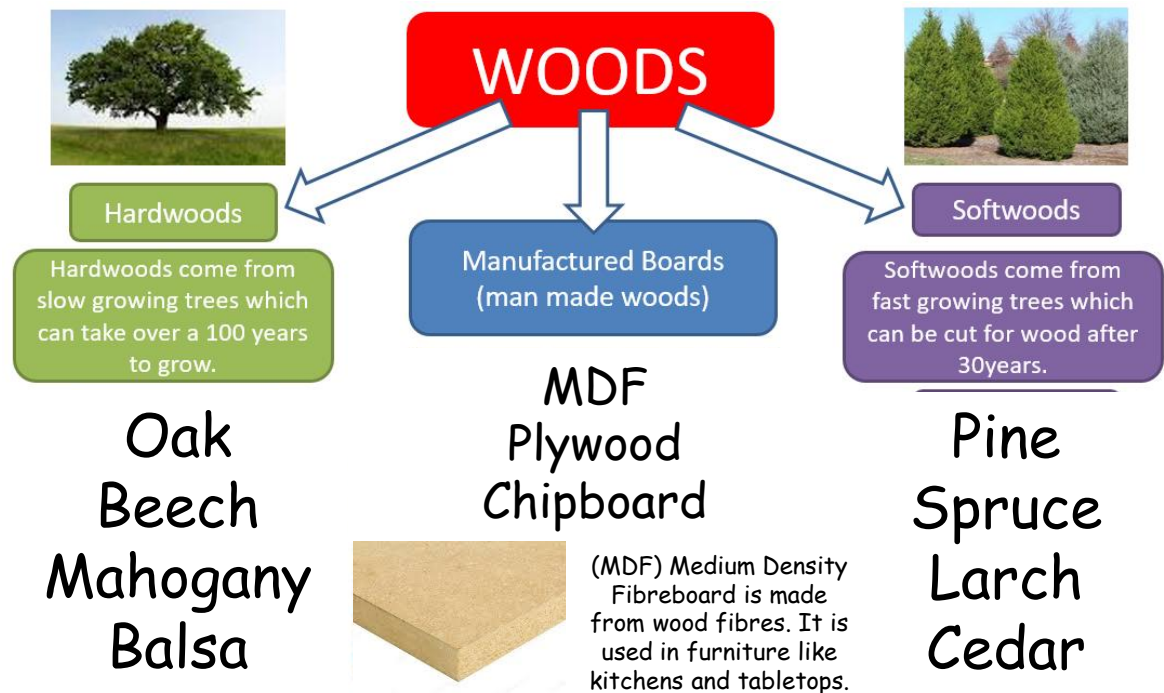 WOODS
Hardwoods
Hardwoods come from
slow growing trees which
can take over a 100 years
to grow.
Oak
Beech
Mahogany
Balsa
Manufactured Boards
(man made woods)
MDF
Plywood
Chipboard
(MDF) Medium Density
Fibreboard is made
from wood fibres. It is
used in furniture like
kitchens and tabletops.
Softwoods
Softwoods come from
fast growing trees which
can be cut for wood after
30years.
Pine
Spruce
Larch
Cedar